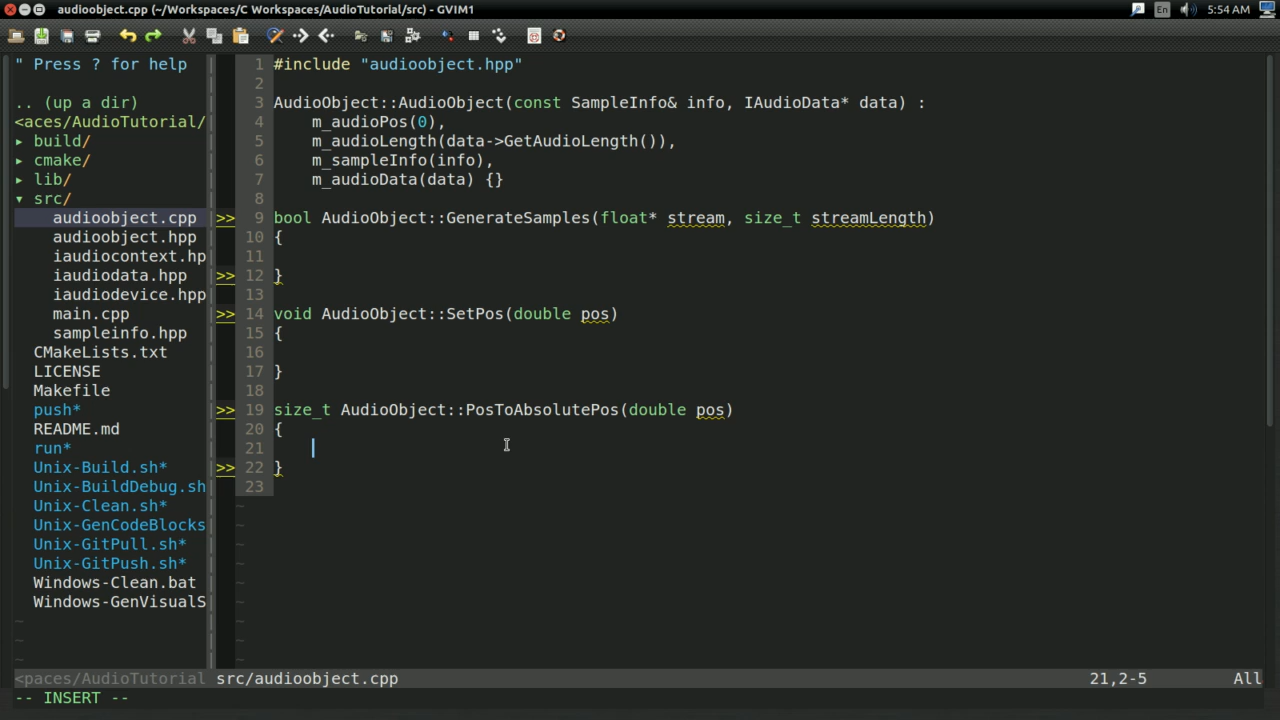 audioobject.cpp (~/Workspaces/C Workspaces/AudioTutorial/src) - GVIM1
En
5:54 AM
" Press ? for help
.. (up a dir)
<aces/AudioTutorial/
▸ build/
▸ cmake/
▸ lib/
▾ src/
audioobject.cpp
audioobject.hpp
iaudiocontext.hp
iaudiodata.hpp
iaudiodevice.hpp
main.cpp
sampleinfo.hpp
CMakeLists.txt
LICENSE
Makefile
push*
README.md
run*
Unix-Build.sh*
Unix-BuildDebug.sh
Unix-Clean.sh*
Unix-GenCodeBlocks
Unix-GitPull.sh*
Unix-GitPush.sh*
Windows-Clean.bat
Windows-GenVisualS
~
~
~
1 #include "audioobject.hpp"
2
3 AudioObject::AudioObject(const SampleInfo& info, IAudioData* data) :
4     m_audioPos(0),
5     m_audioLength(data->GetAudioLength()),
6     m_sampleInfo(info),
7     m_audioData(data) {}
8
>> 9 bool AudioObject::GenerateSamples(float* stream, size_t streamLength)
10 {
11
>> 12 }
13
>> 14 void AudioObject::SetPos(double pos)
15 {
16
17 }
18
>> 19 size_t AudioObject::PosToAbsolutePos(double pos)
20 {
21
>> 22 }
23
~
~
~
~
~
~
~
~
~
<paces/AudioTutorial src/audioobject.cpp 21,2-5 All
-- INSERT --